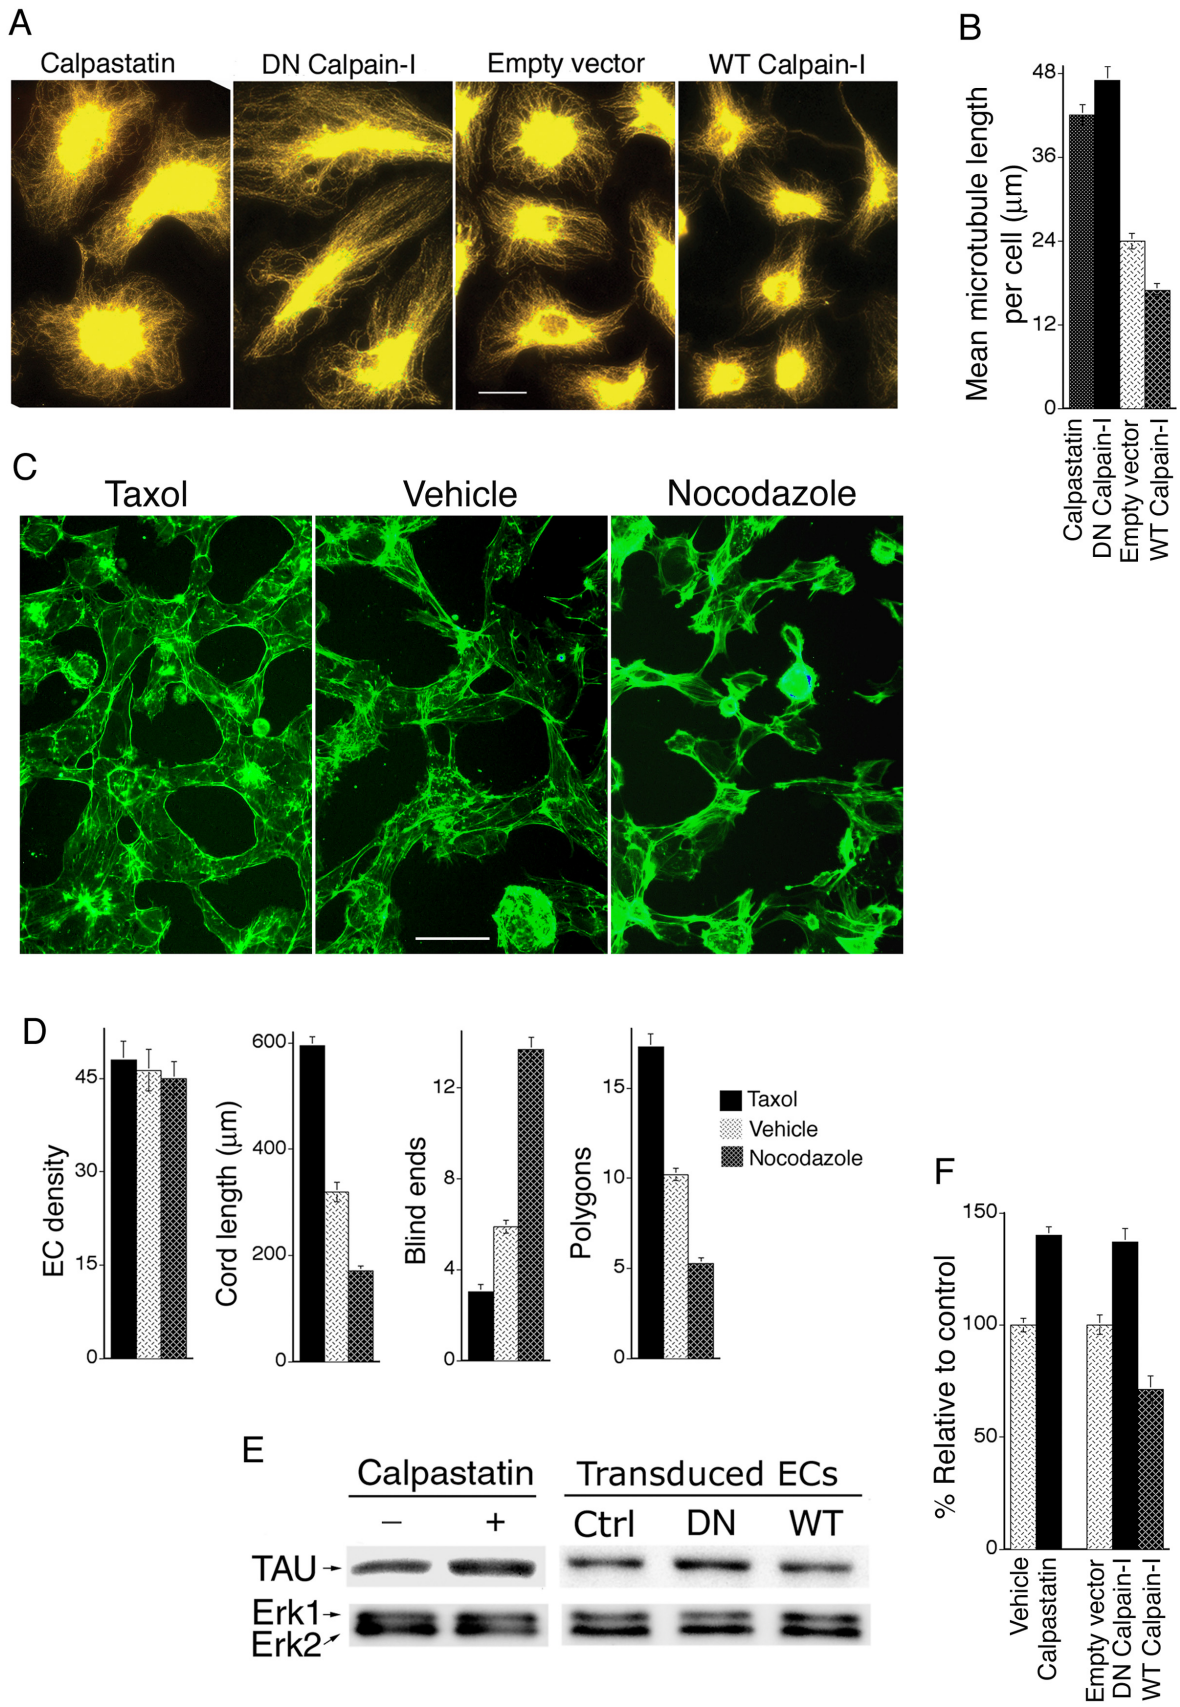 A
Calpastatin
DN Calpain-I
Empty vector
WT Calpain-I
B
Mean microtubule length
per cell (μm)
48
36
24
12
0
Calpastatin
DN Calpain-I
Empty vector
WT Calpain-I
C
Taxol
Vehicle
Nocodazole
D
EC density
45
30
15
0
Cord length (μm)
600
400
200
0
Blind ends
12
8
4
0
Polygons
15
10
5
0
Taxol
Vehicle
Nocodazole
E
Calpastatin
Transduced ECs
– + Ctrl DN WT
TAU
Erk1
Erk2
F
% Relative to control
150
100
50
0
Vehicle
Calpastatin
Empty vector
DN Calpain-I
WT Calpain-I